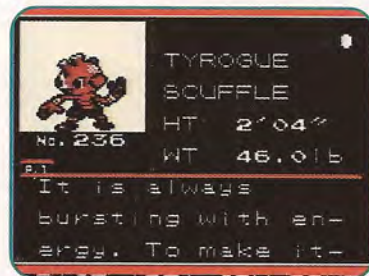 TYROGUE
SCUFFLE
HT 2'04"
No. 236
WT 46.0lb
P.1
It is always
bursting with en-
ergy. To make it-